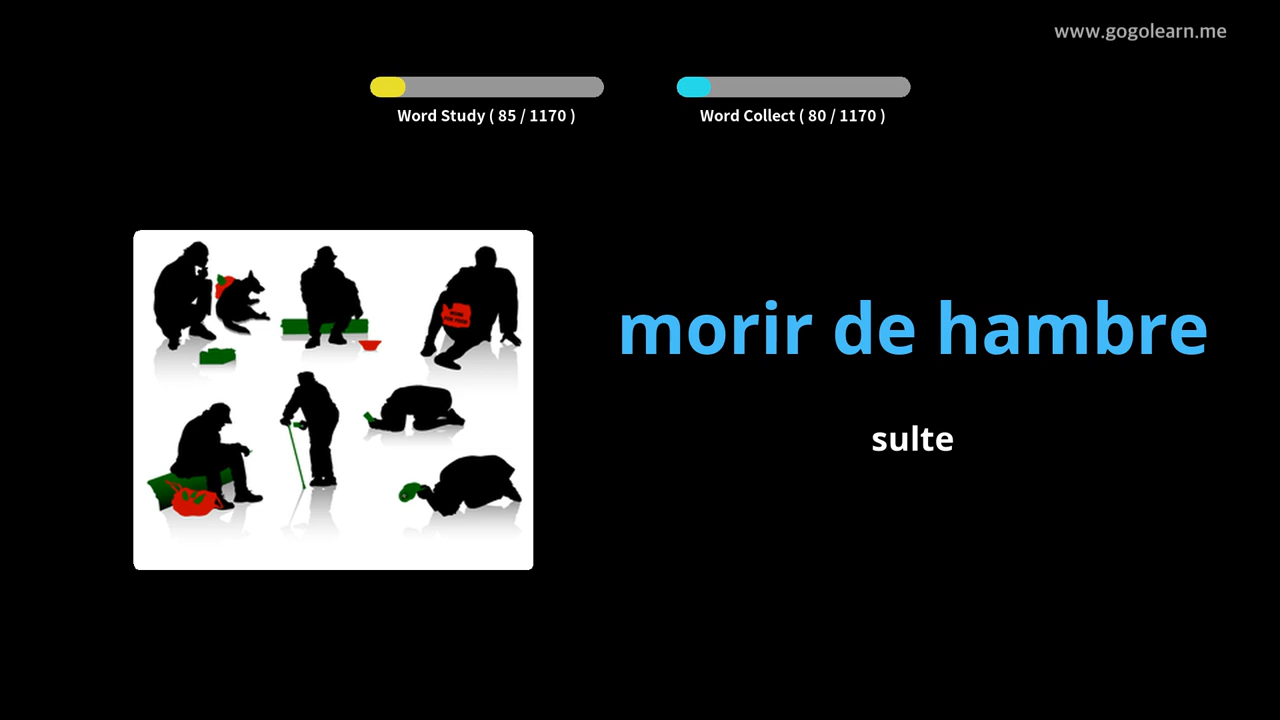 www.gogolearn.me
Word Study ( 85 / 1170 )
Word Collect ( 80 / 1170 )
morir de hambre
sulte